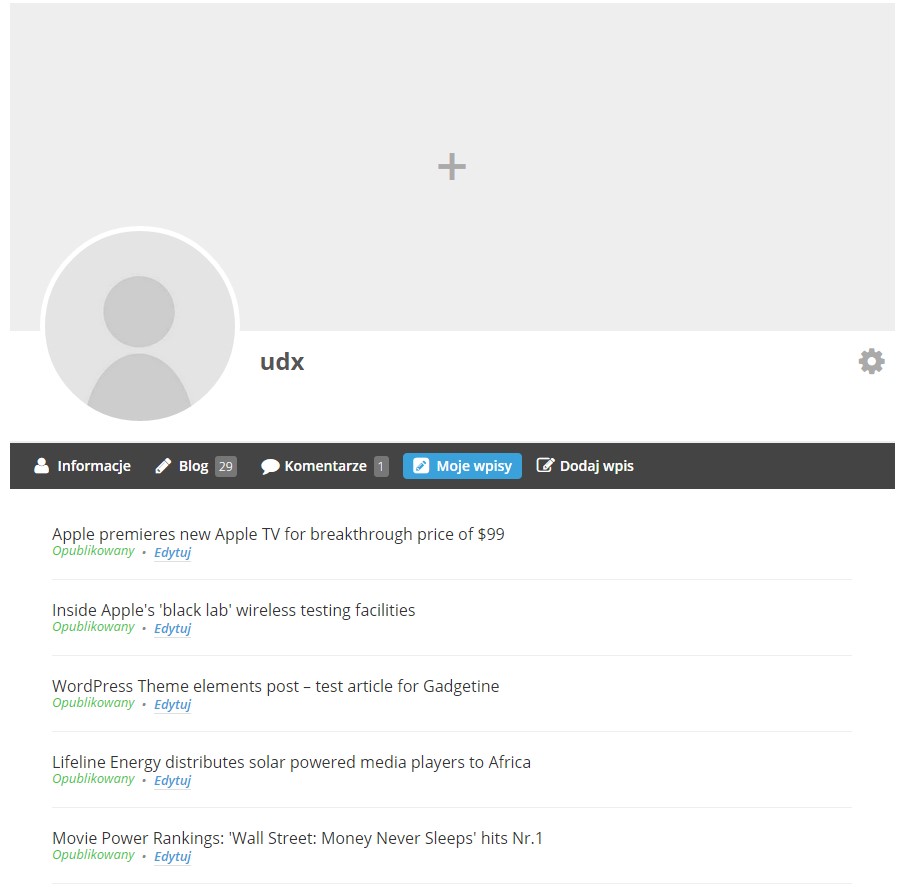 udx
Informacje Blog 29 Komentarze 1 Moje wpisy Dodaj wpis
Apple premieres new Apple TV for breakthrough price of $99
Opublikowany • Edytuj
Inside Apple's 'black lab' wireless testing facilities
Opublikowany • Edytuj
WordPress Theme elements post – test article for Gadgetine
Opublikowany • Edytuj
Lifeline Energy distributes solar powered media players to Africa
Opublikowany • Edytuj
Movie Power Rankings: 'Wall Street: Money Never Sleeps' hits Nr.1
Opublikowany • Edytuj